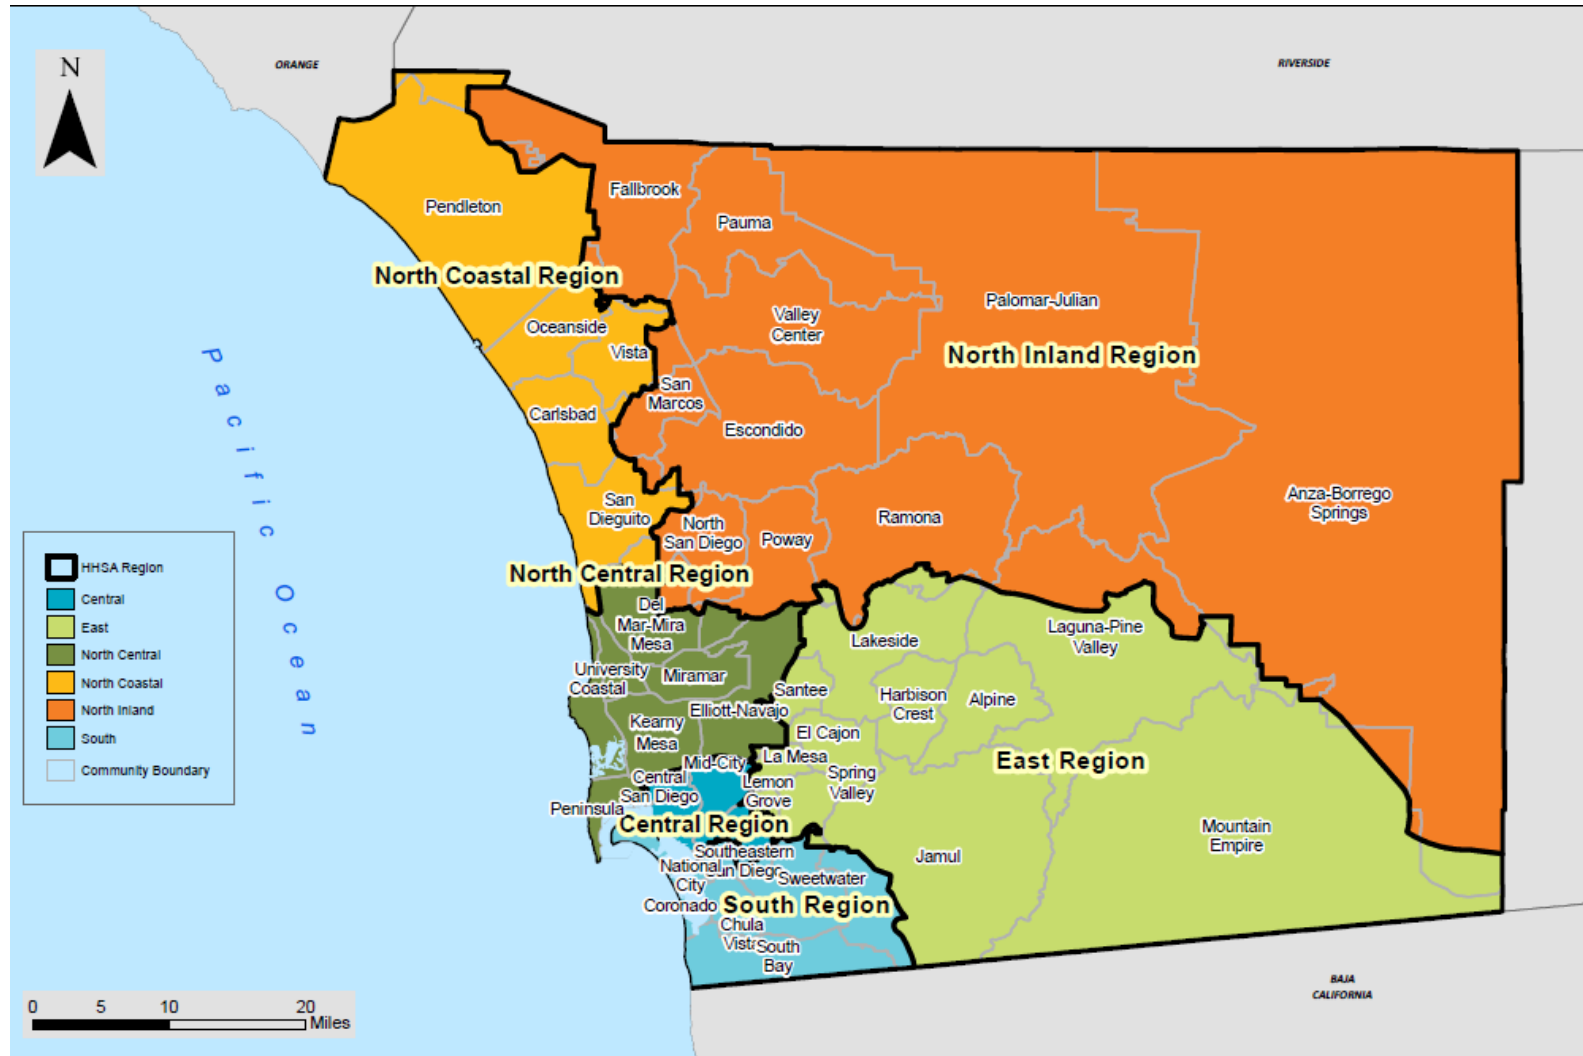 N
ORANGE
RIVERSIDE
Fallbrook
Pendleton
Pauma
North Coastal Region
Palomar-Julian
Valley
Center
Oceanside
Vista
North Inland Region
Pacific Ocean
San
Marcos
Carlsbad
Escondido
Anza-Borrego
Springs
San
Dieguito
North
San Diego
Poway
Ramona
North Central Region
HHSA Region
Central
East
North Central
North Coastal
North Inland
South
Community Boundary
Del
Mar-Mira
Mesa
Lakeside
Laguna-Pine
Valley
University
Coastal
Miramar
Santee
Harbison
Crest
Alpine
Elliott-Navajo
Kearny
Mesa
El Cajon
La Mesa
East Region
Mid-City
Central
San Diego
Lemon
Grove
Spring
Valley
Peninsula
Central Region
Mountain
Empire
Jamul
Southeastern
San Diego
National
City
Sweetwater
Coronado
South Region
Chula
Vista
South
Bay
BAJA
CALIFORNIA
0 5 10 20
Miles